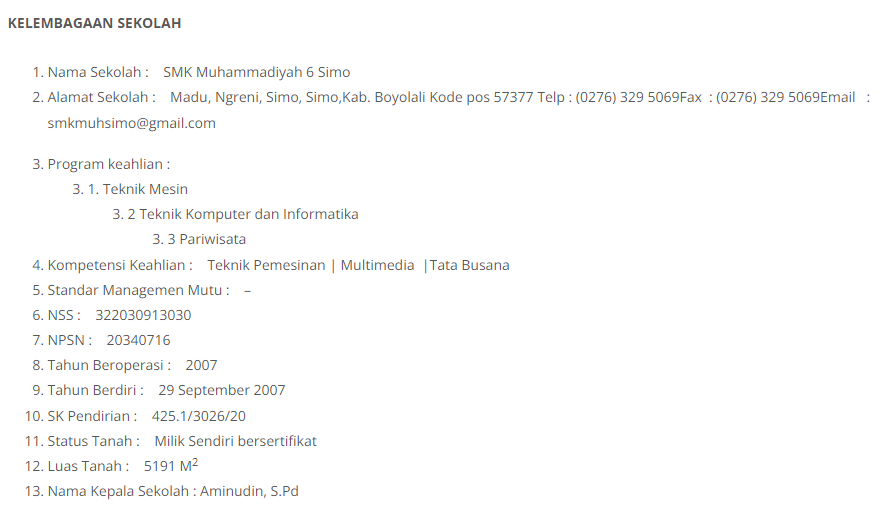 KELEMBAGAAN SEKOLAH
1. Nama Sekolah : SMK Muhammadiyah 6 Simo
2. Alamat Sekolah : Madu, Ngreni, Simo, Simo,Kab. Boyolali Kode pos 57377 Telp : (0276) 329 5069Fax : (0276) 329 5069Email :
smkmuhsimo@gmail.com
3. Program keahlian :
3. 1. Teknik Mesin
3. 2 Teknik Komputer dan Informatika
3. 3 Pariwisata
4. Kompetensi Keahlian : Teknik Pemesinan | Multimedia |Tata Busana
5. Standar Managemen Mutu : –
6. NSS : 322030913030
7. NPSN : 20340716
8. Tahun Beroperasi : 2007
9. Tahun Berdiri : 29 September 2007
10. SK Pendirian : 425.1/3026/20
11. Status Tanah : Milik Sendiri bersertifikat
12. Luas Tanah : 5191 M²
13. Nama Kepala Sekolah : Aminudin, S.Pd